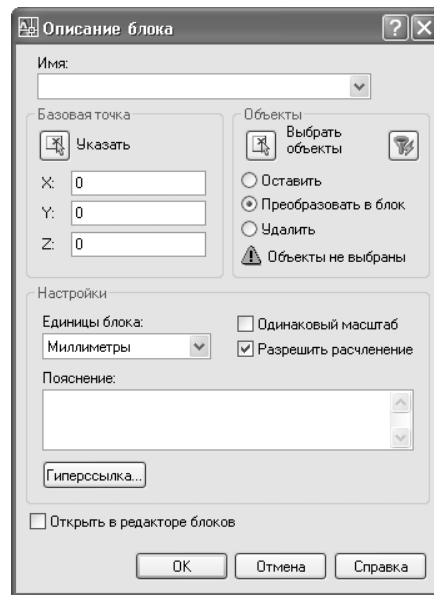 Описание блока
Имя:
Базовая точка
Указать
X: 0
Y: 0
Z: 0
Объекты
Выбрать
объекты
Оставить
Преобразовать в блок
Удалить
Объекты не выбраны
Настройки
Единицы блока:
Миллиметры
Одинаковый масштаб
Разрешить расчленение
Пояснение:
Гиперссылка...
Открыть в редакторе блоков
OK Отмена Справка